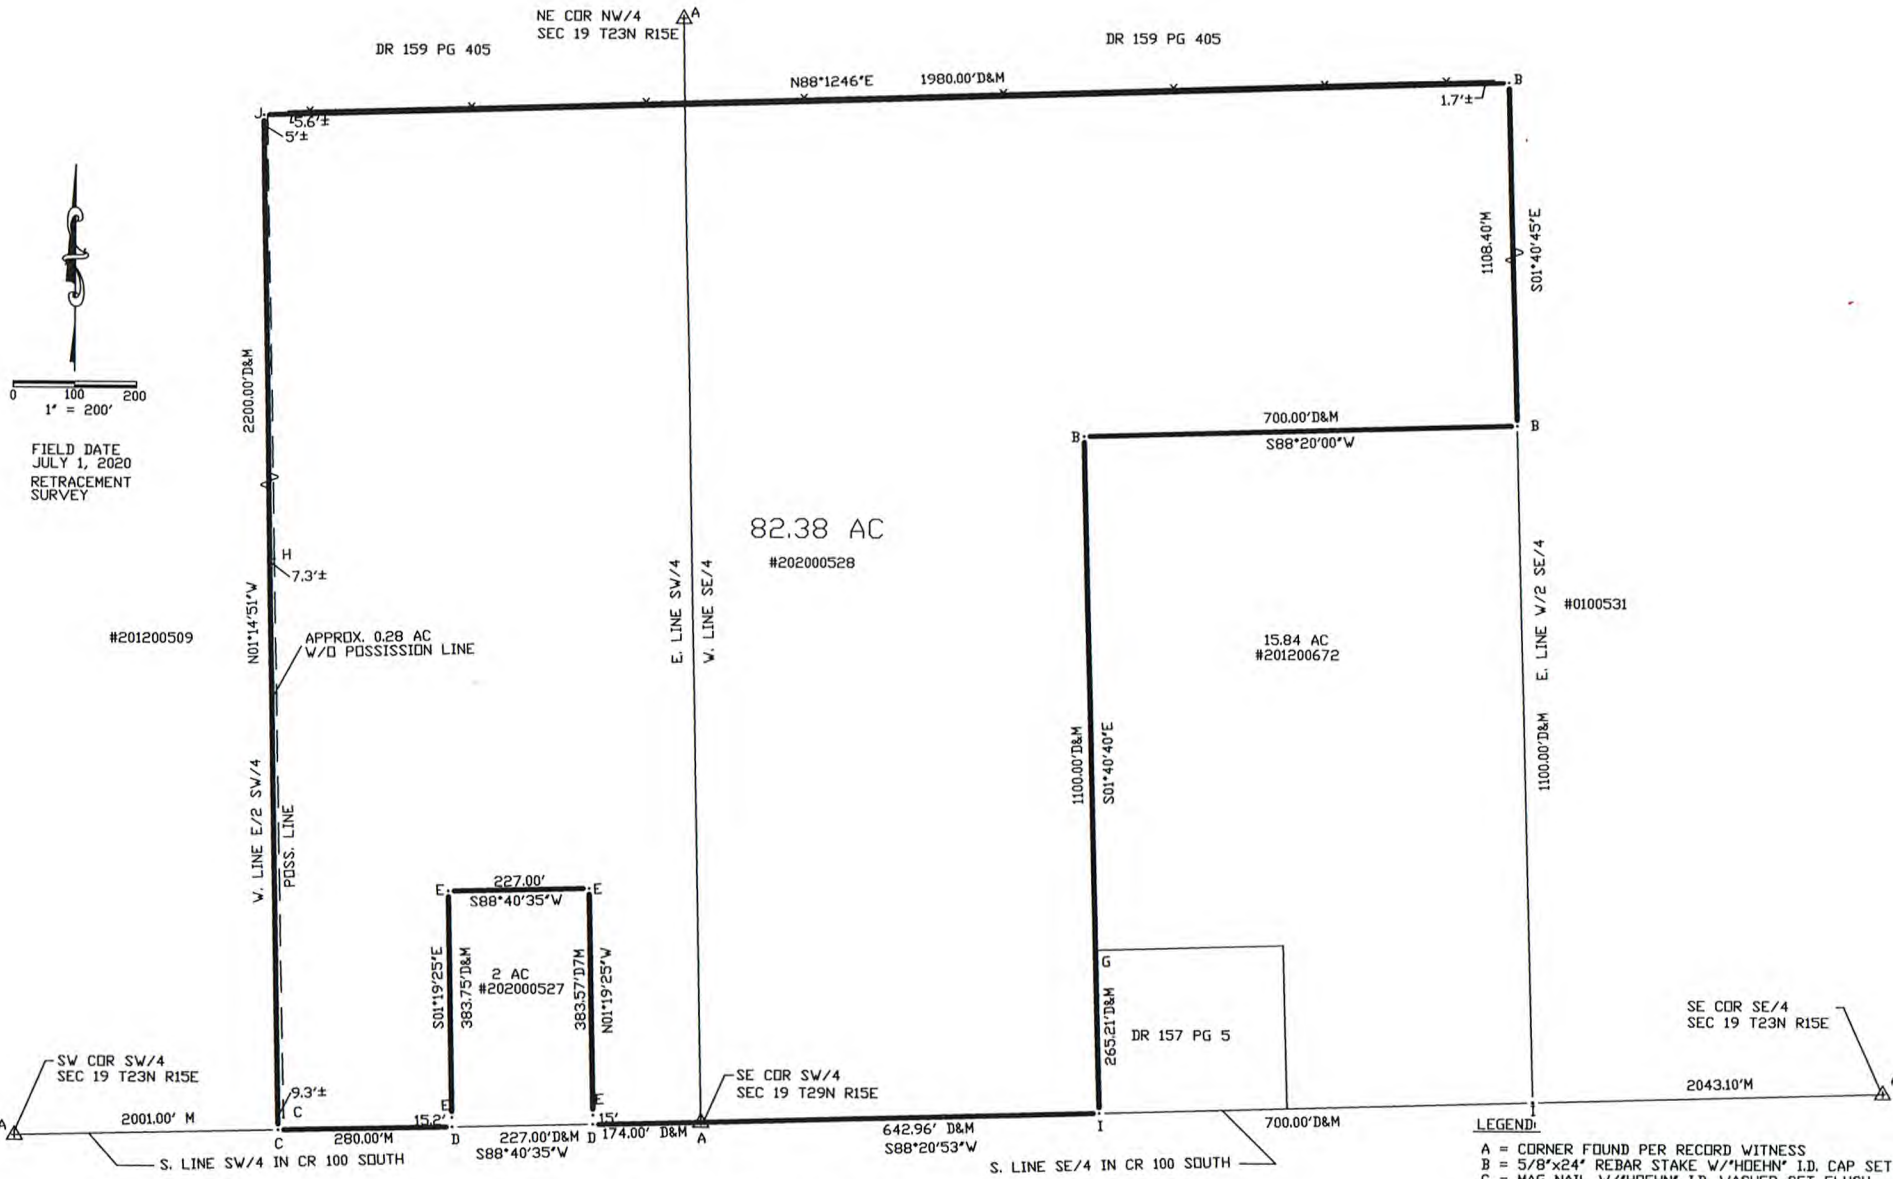 NE COR NW/4
SEC 19 T23N R15E
A
DR 159 PG 405
DR 159 PG 405
N88°1246"E
1980.00'D&M
B
1.7'±
J
5.6'±
5'±
1108.40'M
S01°40'45"E
2200.00'D&M
0 100 200
1" = 200'
FIELD DATE
JULY 1, 2020
RETRACEMENT
SURVEY
700.00'D&M
B
B
S88°20'00"W
82.38 AC
#202000528
H
7.3'±
E. LINE SW/4
W. LINE SE/4
E. LINE W/2 SE/4
#0100531
N01°14'51"W
#201200509
APPROX. 0.28 AC
W/O POSSISSION LINE
15.84 AC
#201200672
1100.00'D&M
S01°40'40"E
1100.00'D&M
W. LINE E/2 SW/4
POSS. LINE
227.00'
E
E
S88°40'35"W
S01°19'25"E
383.75'D&M
2 AC
#202000527
383.57'D7M
N01°19'25"W
G
265.21'D&M
DR 157 PG 5
SE COR SE/4
SEC 19 T23N R15E
SW COR SW/4
SEC 19 T23N R15E
SE COR SW/4
SEC 19 T29N R15E
9.3'±
C
E
E
15.2'
15'
2001.00' M
2043.10'M
A
C
280.00'M
D
227.00'D&M
D
174.00' D&M
A
642.96' D&M
I
700.00'D&M
S88°40'35"W
S88°20'53"W
S. LINE SW/4 IN CR 100 SOUTH
S. LINE SE/4 IN CR 100 SOUTH
LEGEND:
A = CORNER FOUND PER RECORD WITNESS
B = 5/8"x24" REBAR STAKE W/"HOEHN" I.D. CAP SET
C = MAG NAIL W/"HOEHN" I.D. WASHER SET FLUSH